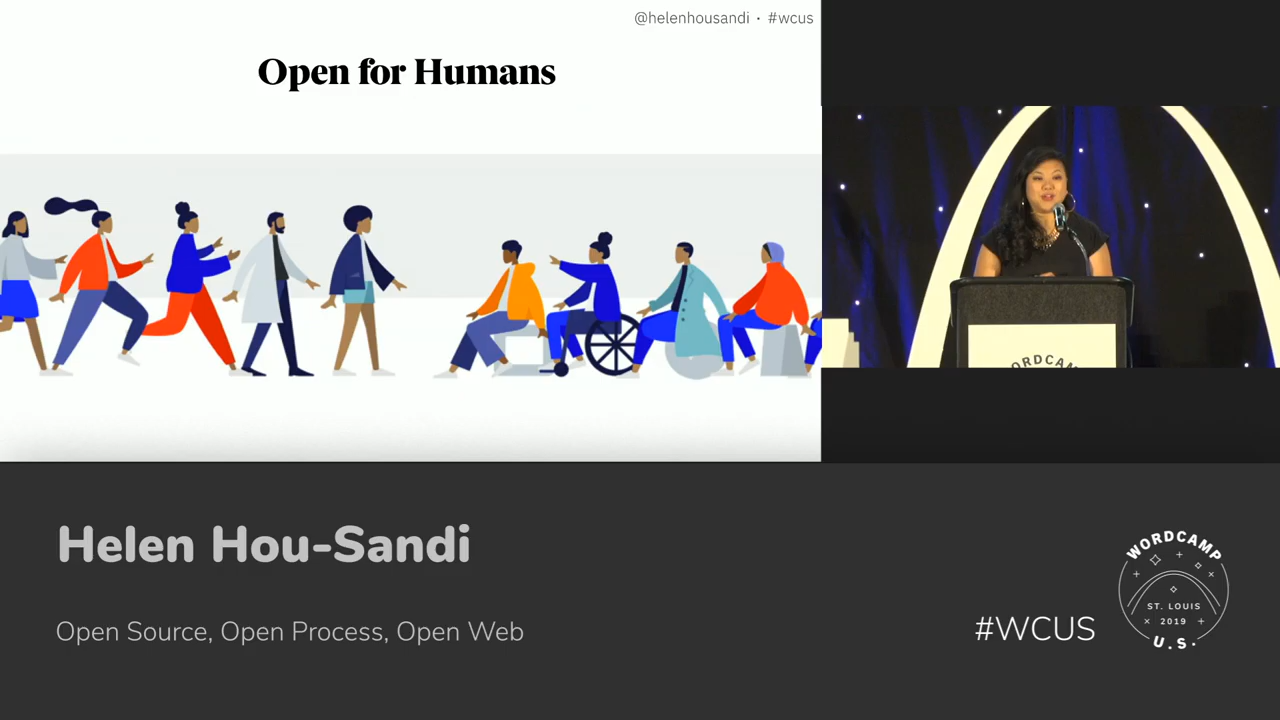 @helenhousandi · #wcus
Open for Humans
ORDCAM
Helen Hou-Sandi
Open Source, Open Process, Open Web
#WCUS
WORDCAMP
ST. LOUIS
2019
U.S.